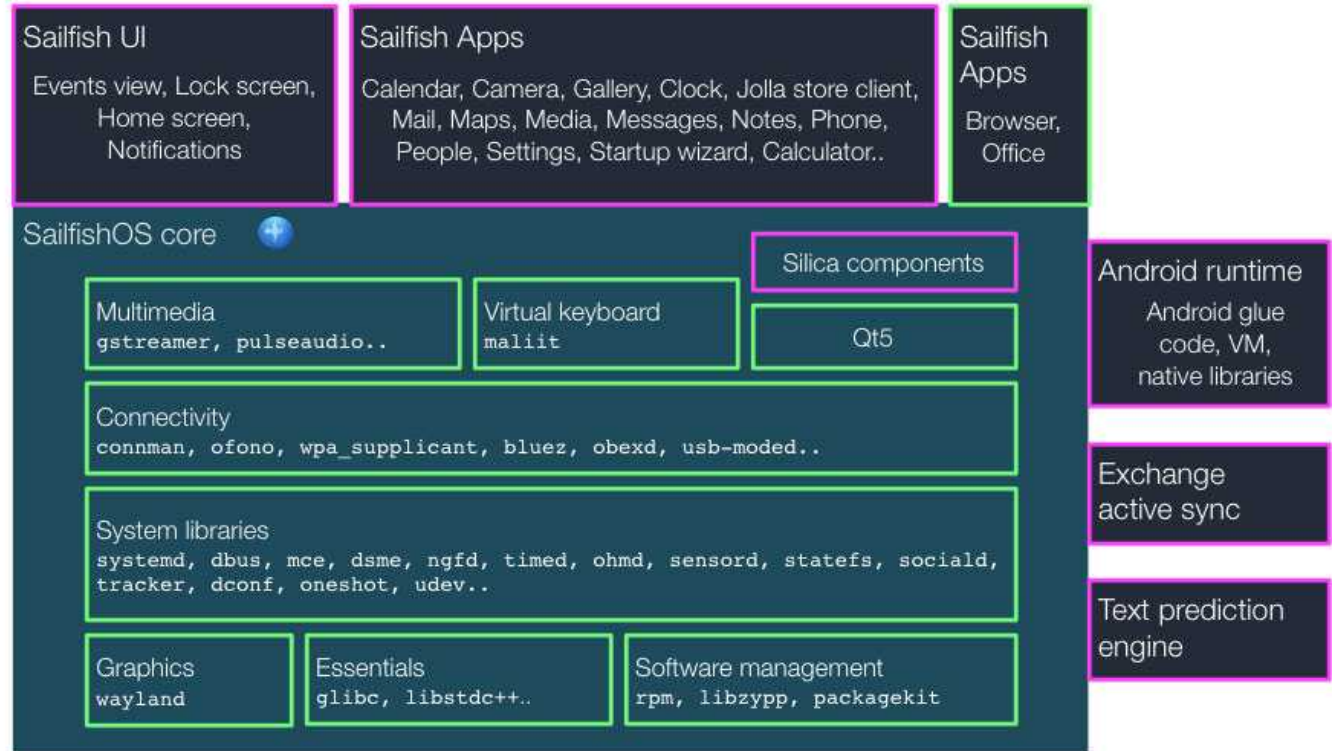 Sailfish UI
Events view, Lock screen,
Home screen,
Notifications
Sailfish Apps
Calendar, Camera, Gallery, Clock, Jolla store client,
Mail, Maps, Media, Messages, Notes, Phone,
People, Settings, Startup wizard, Calculator..
Sailfish
Apps
Browser,
Office
SailfishOS core
Silica components
Multimedia
gstreamer, pulseaudio..
Virtual keyboard
maliit
Qt5
Connectivity
connman, ofono, wpa_supplicant, bluez, obexd, usb-moded..
System libraries
systemd, dbus, mce, dsme, ngfd, timed, ohmd, sensord, statefs, sociald,
tracker, dconf, oneshot, udev..
Graphics
wayland
Essentials
glibc, libstdc++..
Software management
rpm, libzypp, packagekit
Android runtime
Android glue
code, VM,
native libraries
Exchange
active sync
Text prediction
engine